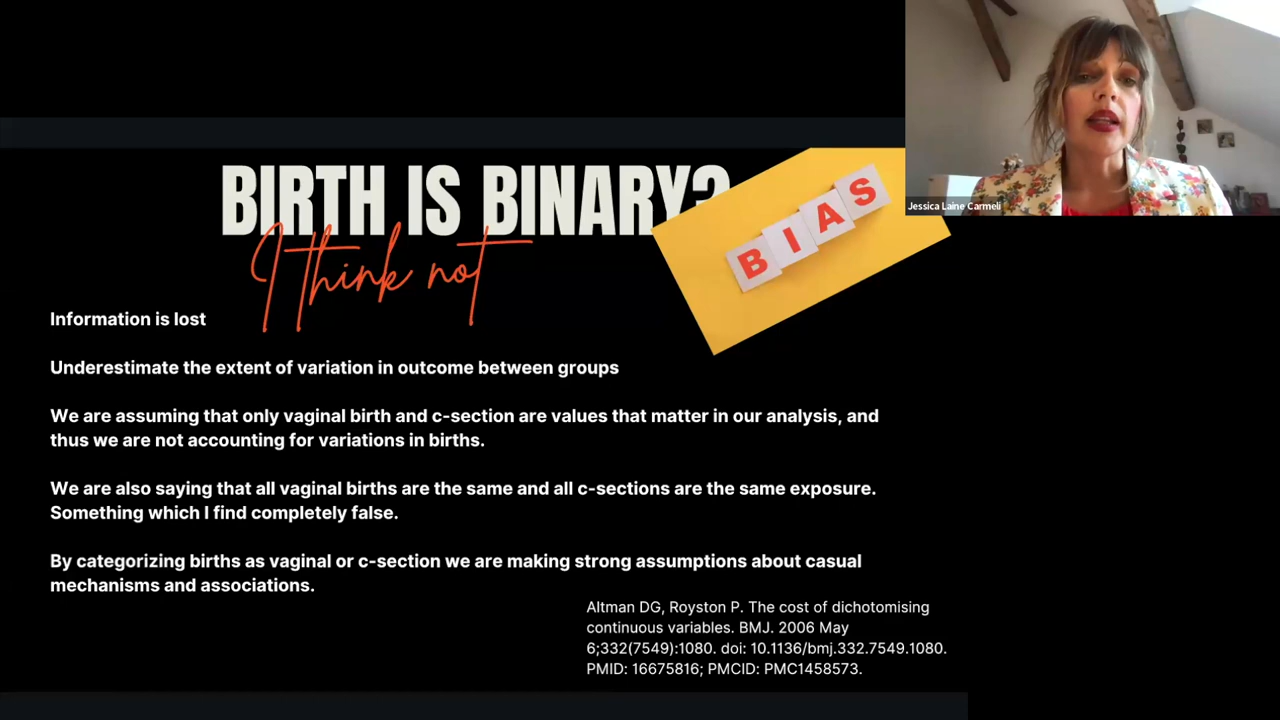 BIRTH IS BINARY?
I think not
BIAS
Jessica Laine Carmeli
Information is lost
Underestimate the extent of variation in outcome between groups
We are assuming that only vaginal birth and c-section are values that matter in our analysis, and
thus we are not accounting for variations in births.
We are also saying that all vaginal births are the same and all c-sections are the same exposure.
Something which I find completely false.
By categorizing births as vaginal or c-section we are making strong assumptions about casual
mechanisms and associations.
Altman DG, Royston P. The cost of dichotomising
continuous variables. BMJ. 2006 May
6;332(7549):1080. doi: 10.1136/bmj.332.7549.1080.
PMID: 16675816; PMCID: PMC1458573.